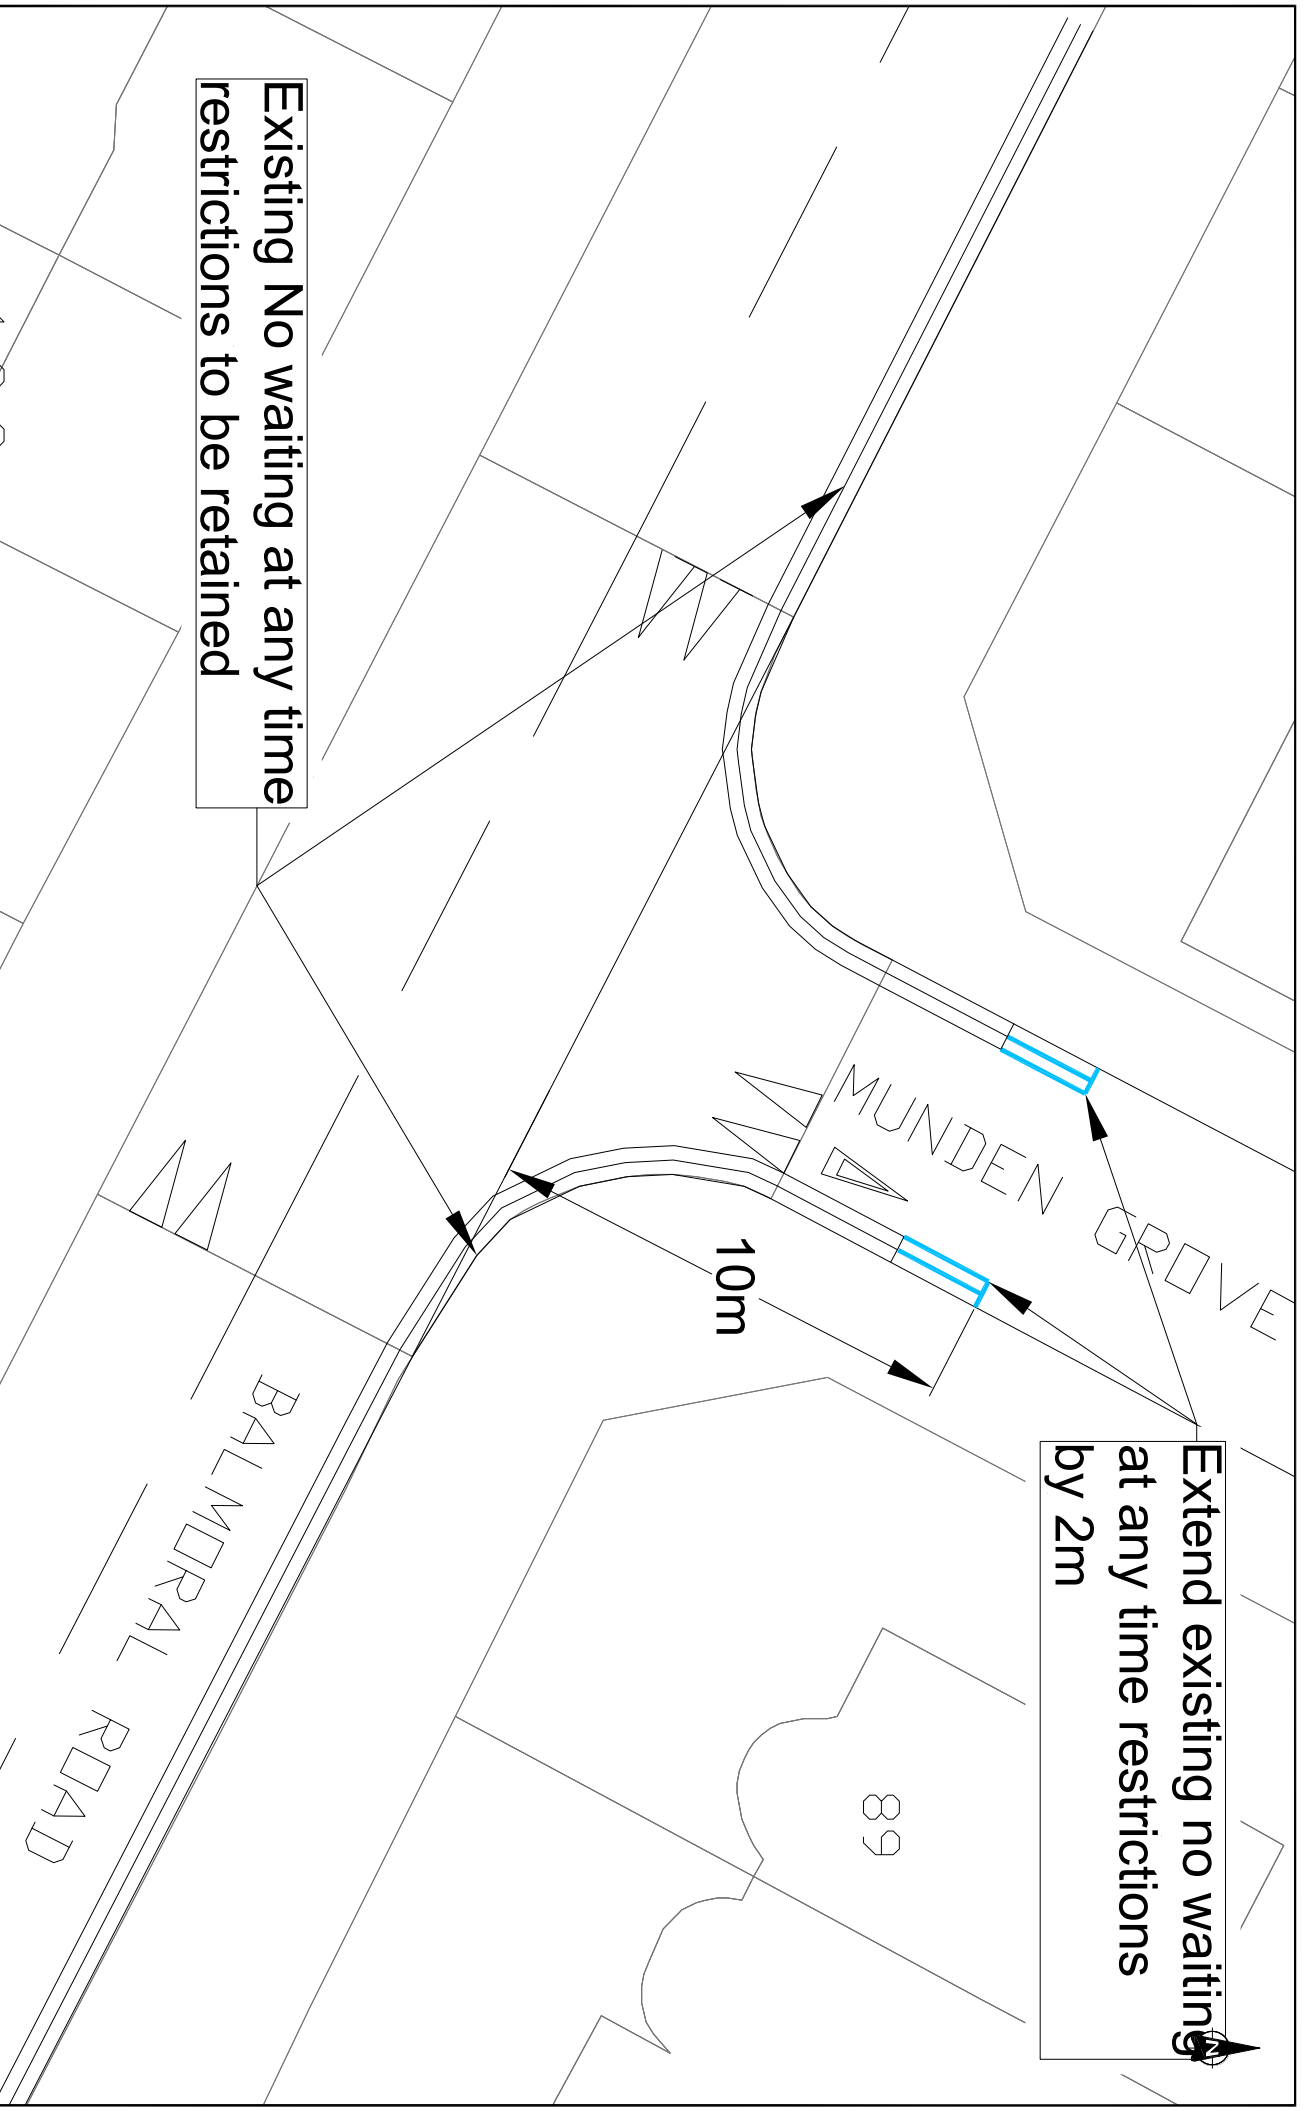 Extend existing no waiting
at any time restrictions
by 2m
N
MUNDEN GROVE
89
10m
Existing No waiting at any time
restrictions to be retained
BALMORAL ROAD